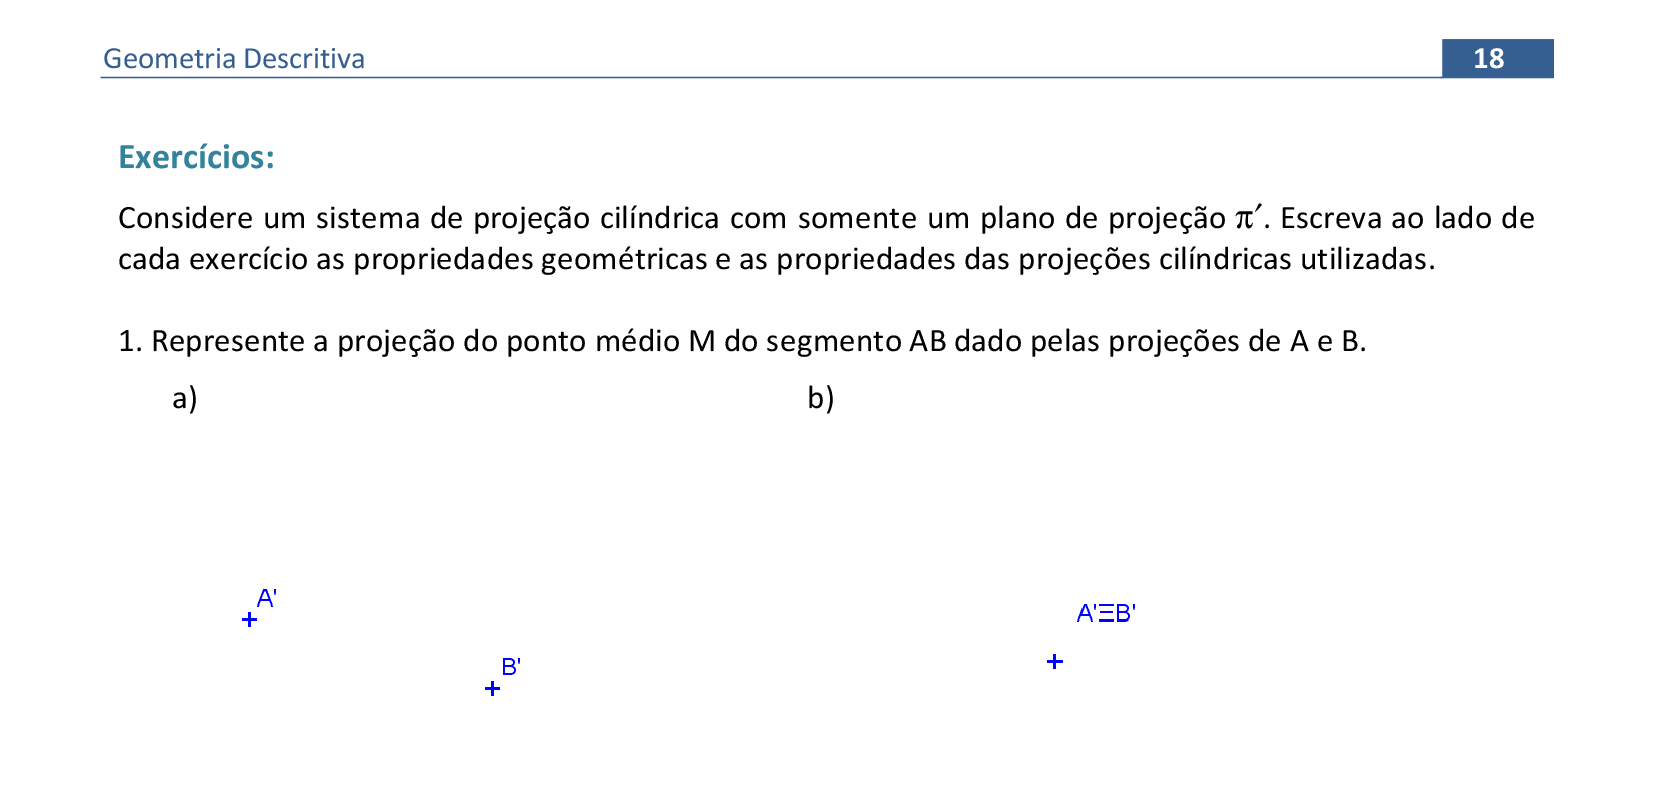 Geometria Descritiva 18
Exercícios:
Considere um sistema de projeção cilíndrica com somente um plano de projeção π′. Escreva ao lado de
cada exercício as propriedades geométricas e as propriedades das projeções cilíndricas utilizadas.
1. Represente a projeção do ponto médio M do segmento AB dado pelas projeções de A e B.
a) b)
A'
A'≡B'
B'